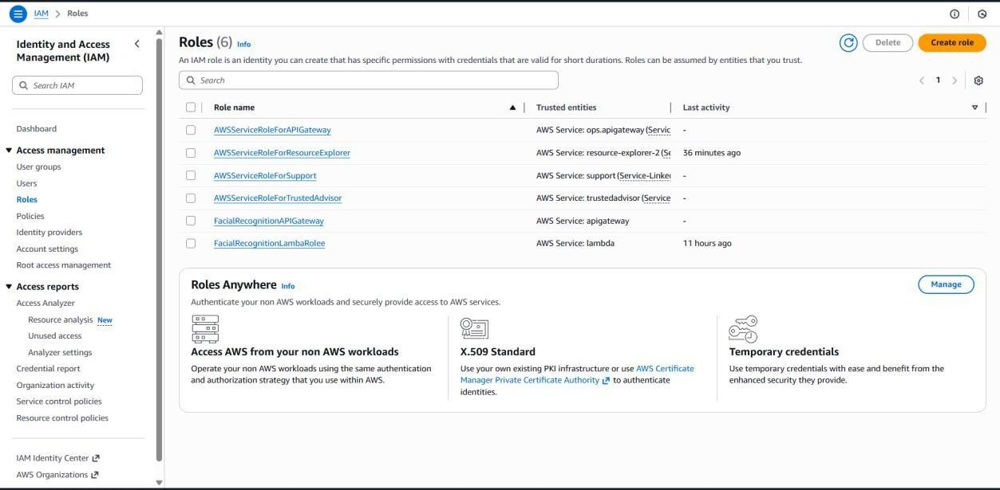 IAM > Roles
Identity and Access
Management (IAM)
Search IAM
Dashboard
Access management
User groups
Users
Roles
Policies
Identity providers
Account settings
Root access management
Access reports
Access Analyzer
Resource analysis New
Unused access
Analyzer settings
Credential report
Organization activity
Service control policies
Resource control policies
IAM Identity Center
AWS Organizations
Roles (6) Info
Delete
Create role
An IAM role is an identity you can create that has specific permissions with credentials that are valid for short durations. Roles can be assumed by entities that you trust.
Search
1
Role name Trusted entities Last activity
AWSServiceRoleForAPIGateway AWS Service: ops.apigateway (Servic -
AWSServiceRoleForResourceExplorer AWS Service: resource-explorer-2 (Se 36 minutes ago
AWSServiceRoleForSupport AWS Service: support (Service-Linked -
AWSServiceRoleForTrustedAdvisor AWS Service: trustedadvisor (Service -
FacialRecognitionAPIGateway AWS Service: apigateway -
FacialRecognitionLambaRolee AWS Service: lambda 11 hours ago
Roles Anywhere Info
Manage
Authenticate your non AWS workloads and securely provide access to AWS services.
Access AWS from your non AWS workloads
Operate your non AWS workloads using the same authentication
and authorization strategy that you use within AWS.
X.509 Standard
Use your own existing PKI infrastructure or use AWS Certificate
Manager Private Certificate Authority to authenticate
identities.
Temporary credentials
Use temporary credentials with ease and benefit from the
enhanced security they provide.